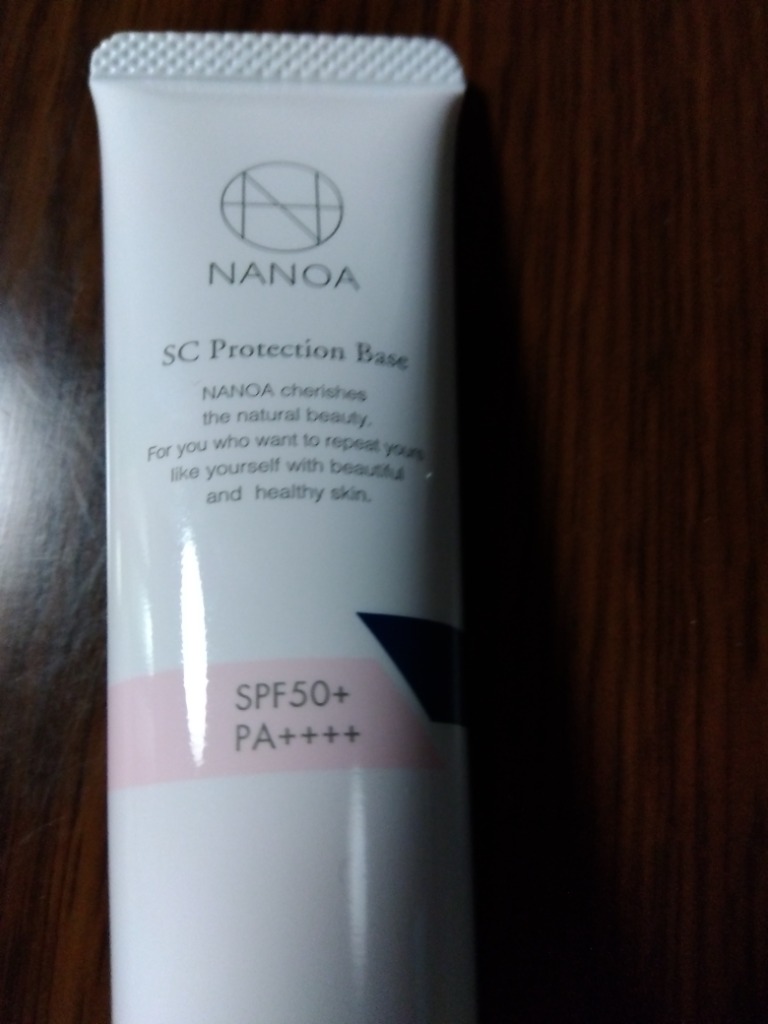 NANOA
SC Protection Base
NANOA cherishes
the natural beauty.
For you who want to repeat yours
like yourself with beautiful
and healthy skin.
SPF50+
PA++++